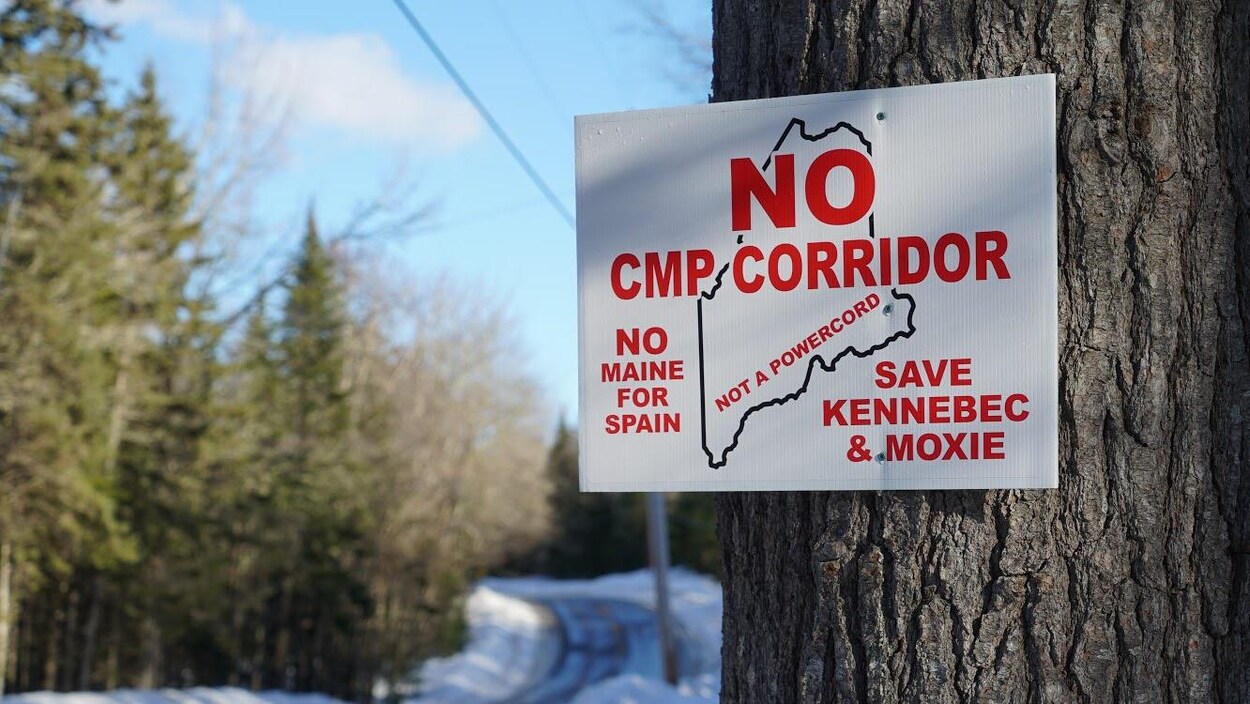 NO
CMP CORRIDOR
NOT A POWERCORD
NO
MAINE
FOR
SPAIN
SAVE
KENNEBEC
& MOXIE